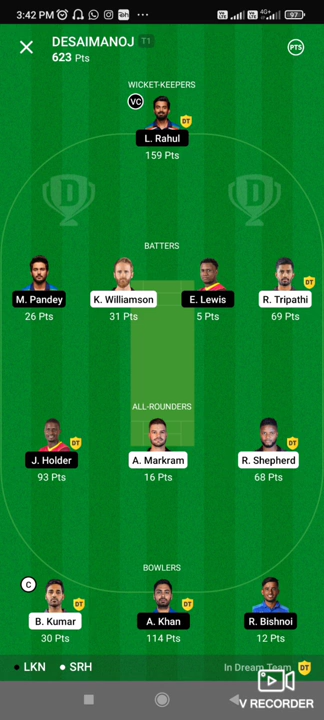 3:42 PM
4G+
97
DESAIMANOJ T1
623 Pts
PTS
WICKET-KEEPERS
VC
DT
L. Rahul
159 Pts
D D
BATTERS
DT
M. Pandey K. Williamson E. Lewis R. Tripathi
26 Pts 31 Pts 5 Pts 69 Pts
ALL-ROUNDERS
DT DT
J. Holder A. Markram R. Shepherd
93 Pts 16 Pts 68 Pts
BOWLERS
C
DT DT
B. Kumar A. Khan R. Bishnoi
30 Pts 114 Pts 12 Pts
LKN SRH In Dream Team DT
V RECORDER